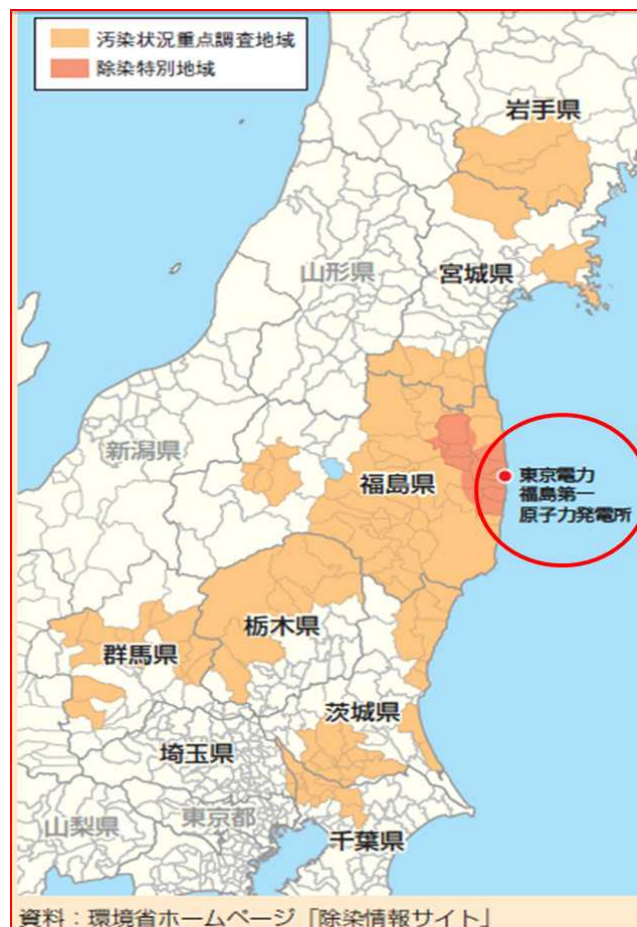 汚染状況重点調査地域
除染特別地域
岩手県
山形県
宮城県
新潟県
福島県
東京電力
福島第一
原子力発電所
栃木県
群馬県
茨城県
埼玉県
山梨県
東京都
千葉県
資料：環境省ホームページ「除染情報サイト」